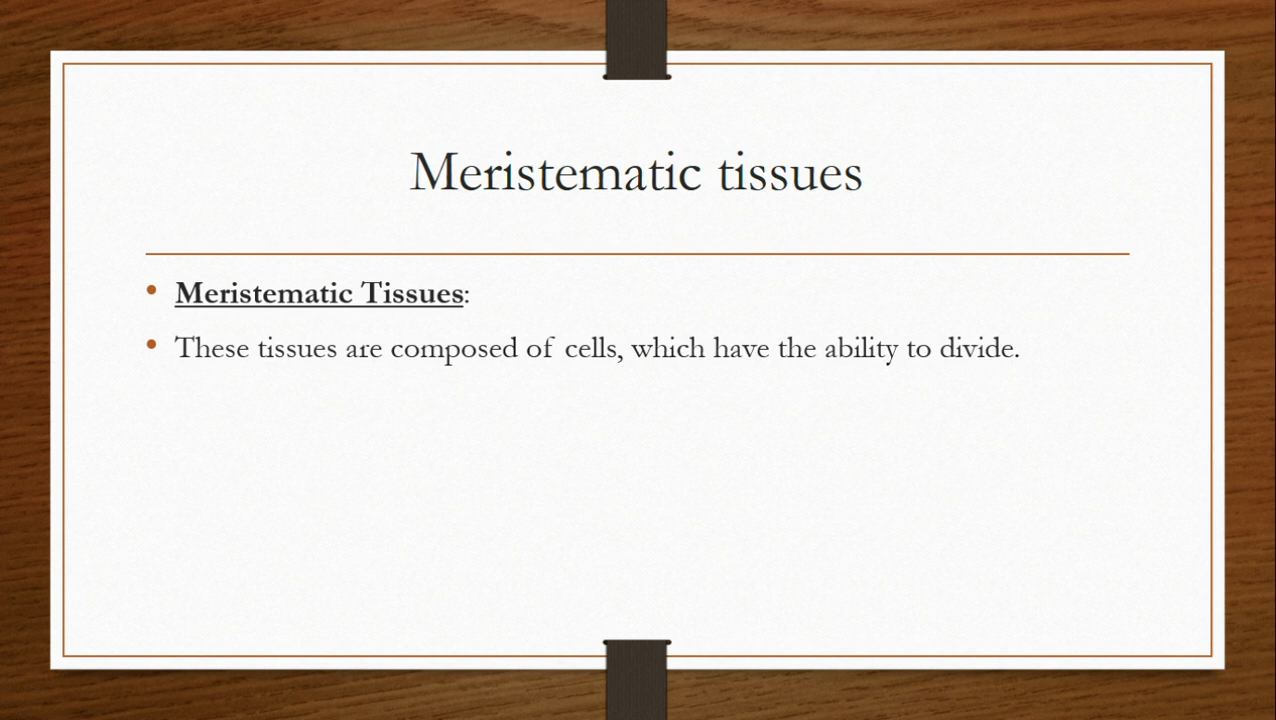 Meristematic tissues
• Meristematic Tissues:
• These tissues are composed of cells, which have the ability to divide.